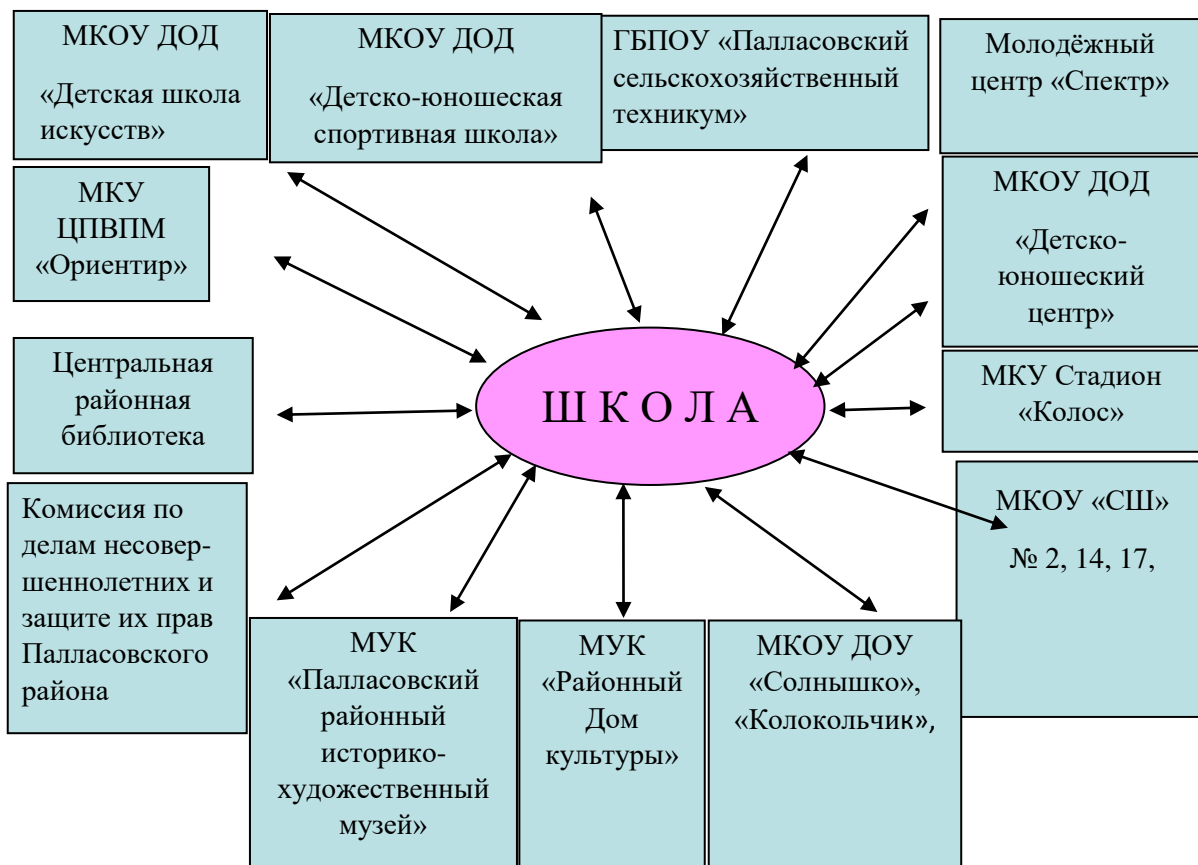 МКОУ ДОД
«Детская школа
искусств»
МКОУ ДОД
«Детско-юношеская
спортивная школа»
ГБПОУ «Палласовский
сельскохозяйственный
техникум»
Молодёжный
центр «Спектр»
МКУ
ЦПВПМ
«Ориентир»
МКОУ ДОД
«Детско-
юношеский
центр»
Центральная
районная
библиотека
Ш К О Л А
МКУ Стадион
«Колос»
Комиссия по
делам несовер-
шеннолетних и
защите их прав
Палласовского
района
МКОУ «СШ»
№ 2, 14, 17,
МУК
«Палласовский
районный
историко-
художественный
музей»
МУК
«Районный
Дом
культуры»
МКОУ ДОУ
«Солнышко»,
«Колокольчик»,